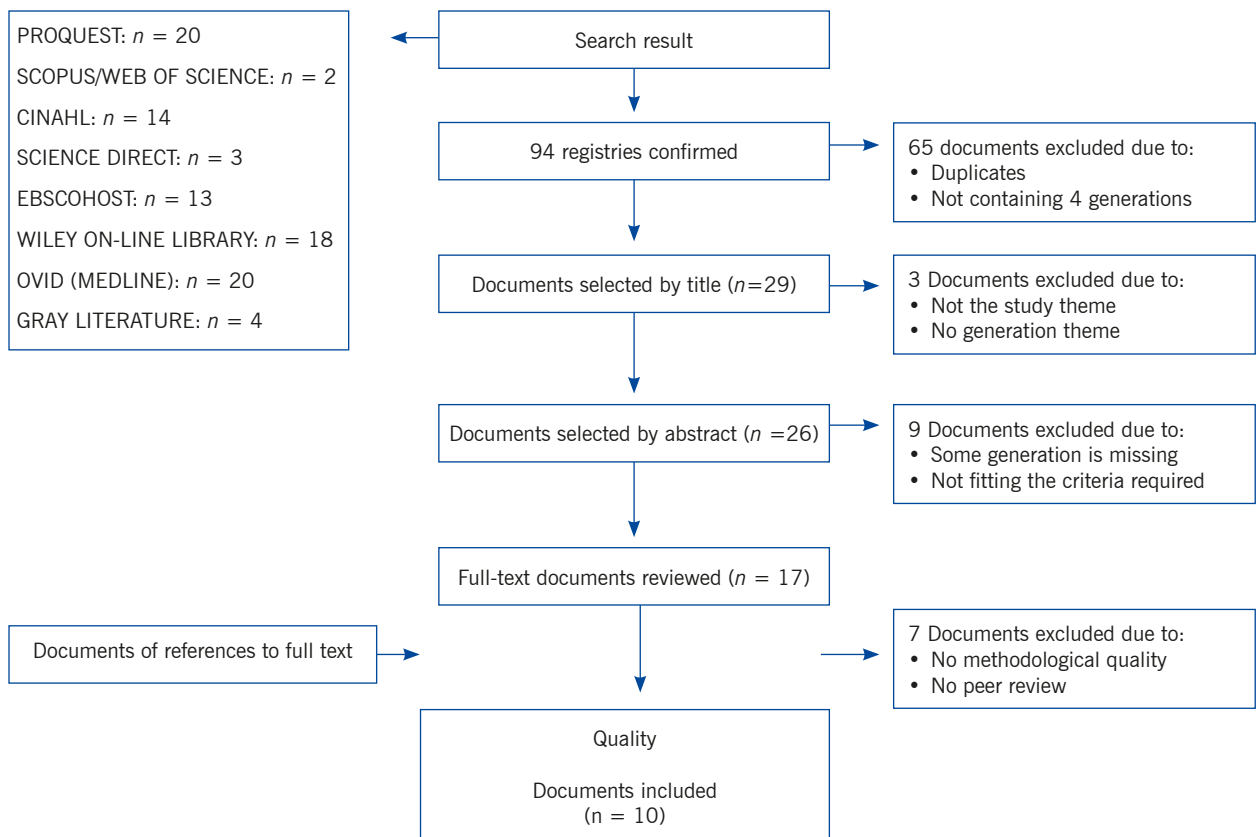 PROQUEST: n = 20
SCOPUS/WEB OF SCIENCE: n = 2
CINAHL: n = 14
SCIENCE DIRECT: n = 3
EBSCOHOST: n = 13
WILEY ON-LINE LIBRARY: n = 18
OVID (MEDLINE): n = 20
GRAY LITERATURE: n = 4
Search result
94 registries confirmed
65 documents excluded due to:
• Duplicates
• Not containing 4 generations
Documents selected by title (n=29)
3 Documents excluded due to:
• Not the study theme
• No generation theme
Documents selected by abstract (n =26)
9 Documents excluded due to:
• Some generation is missing
• Not fitting the criteria required
Full-text documents reviewed (n = 17)
Documents of references to full text
7 Documents excluded due to:
• No methodological quality
• No peer review
Quality
Documents included
(n = 10)